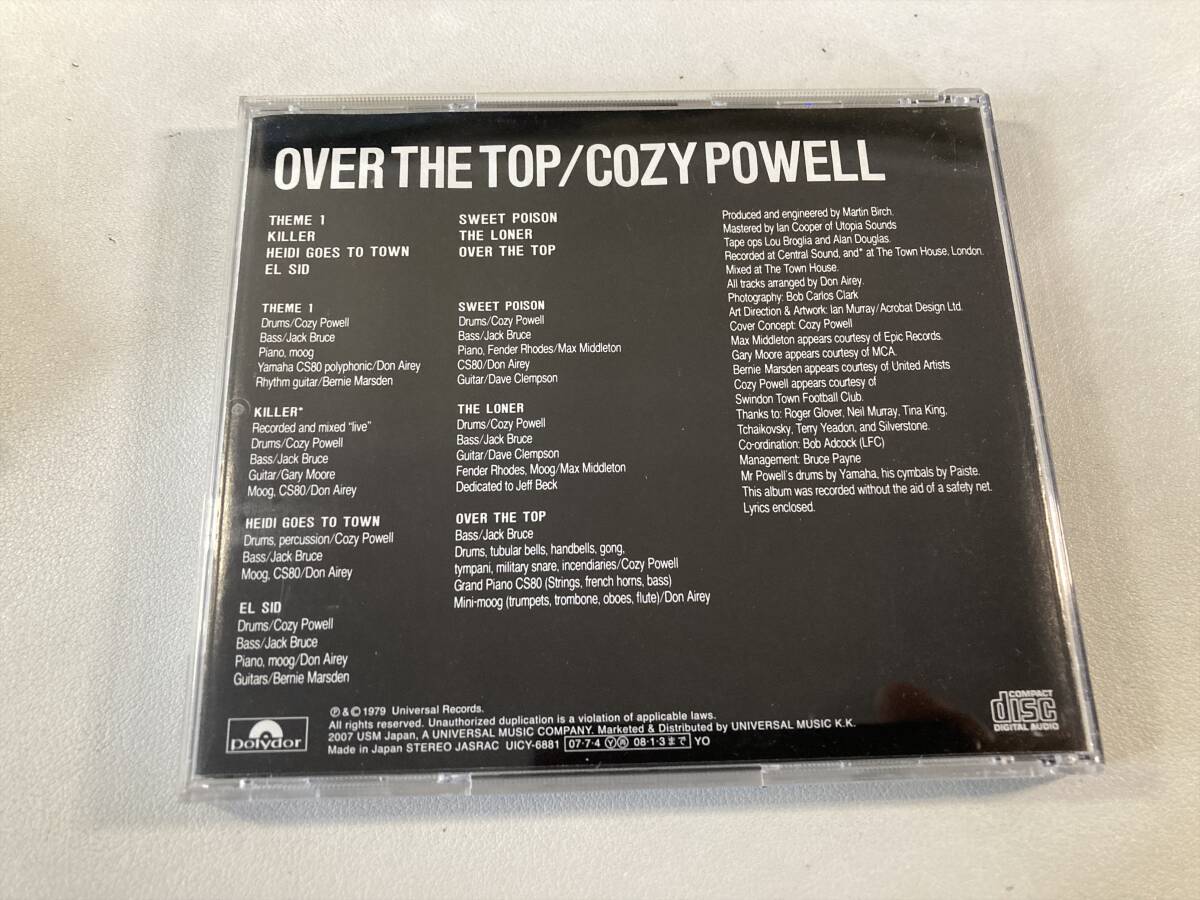 OVER THE TOP/COZY POWELL
THEME 1
KILLER
HEIDI GOES TO TOWN
EL SID
SWEET POISON
THE LONER
OVER THE TOP
THEME 1
Drums/Cozy Powell
Bass/Jack Bruce
Piano, moog
Yamaha CS80 polyphonic/Don Airey
Rhythm guitar/Bernie Marsden
KILLER*
Recorded and mixed "live"
Drums/Cozy Powell
Bass/Jack Bruce
Guitar/Gary Moore
Moog, CS80/Don Airey
HEIDI GOES TO TOWN
Drums, percussion/Cozy Powell
Bass/Jack Bruce
Moog, CS80/Don Airey
EL SID
Drums/Cozy Powell
Bass/Jack Bruce
Piano, moog/Don Airey
Guitars/Bernie Marsden
SWEET POISON
Drums/Cozy Powell
Bass/Jack Bruce
Piano, Fender Rhodes/Max Middleton
CS80/Don Airey
Guitar/Dave Clempson
THE LONER
Drums/Cozy Powell
Bass/Jack Bruce
Guitar/Dave Clempson
Fender Rhodes, Moog/Max Middleton
Dedicated to Jeff Beck
OVER THE TOP
Bass/Jack Bruce
Drums, tubular bells, handbells, gong,
tympani, military snare, incendiaries/Cozy Powell
Grand Piano CS80 (Strings, french horns, bass)
Mini-moog (trumpets, trombone, oboes, flute)/Don Airey
Produced and engineered by Martin Birch.
Mastered by Ian Cooper of Utopia Sounds
Tape ops Lou Broglia and Alan Douglas.
Recorded at Central Sound, and* at The Town House, London.
Mixed at The Town House.
All tracks arranged by Don Airey.
Photography: Bob Carlos Clark
Art Direction & Artwork: Ian Murray/Acrobat Design Ltd.
Cover Concept: Cozy Powell
Max Middleton appears courtesy of Epic Records.
Gary Moore appears courtesy of MCA.
Bernie Marsden appears courtesy of United Artists
Cozy Powell appears courtesy of
Swindon Town Football Club.
Thanks to: Roger Glover, Neil Murray, Tina King,
Tchaikovsky, Terry Yeadon, and Silverstone.
Co-ordination: Bob Adcock (LFC)
Management: Bruce Payne
Mr Powell's drums by Yamaha, his cymbals by Paiste.
This album was recorded without the aid of a safety net.
Lyrics enclosed.
polydor
℗&© 1979 Universal Records.
All rights reserved. Unauthorized duplication is a violation of applicable laws.
2007 USM Japan, A UNIVERSAL MUSIC COMPANY. Marketed & Distributed by UNIVERSAL MUSIC K.K.
Made in Japan STEREO JASRAC UICY-6881 07·7·4 Ⓨ㊞ 08·1·3まで YO
COMPACT
disc
DIGITAL AUDIO